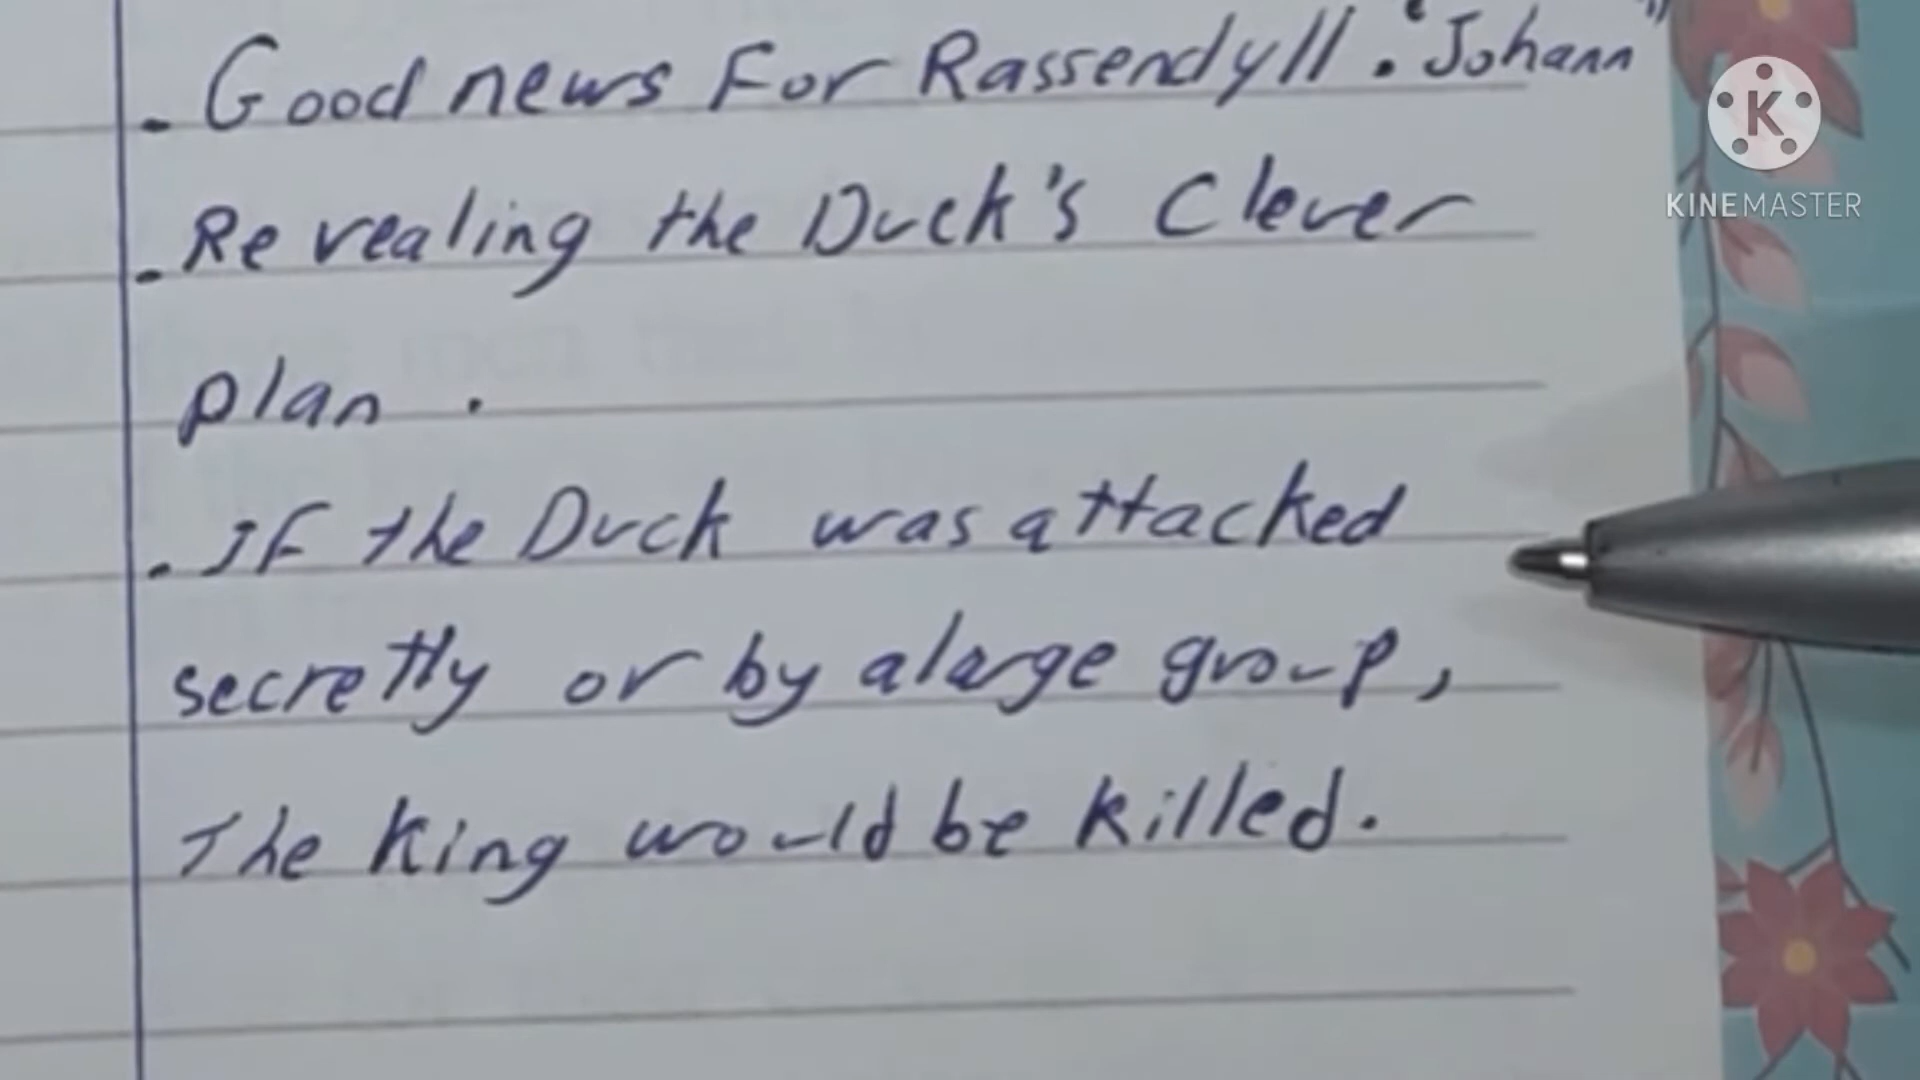 . Good news For Rassendyll. "Johann"
. Revealing the Duck's Clever
plan .
. If the Duck was attacked
secretly or by a large group,
The King would be killed.
K
KINEMASTER